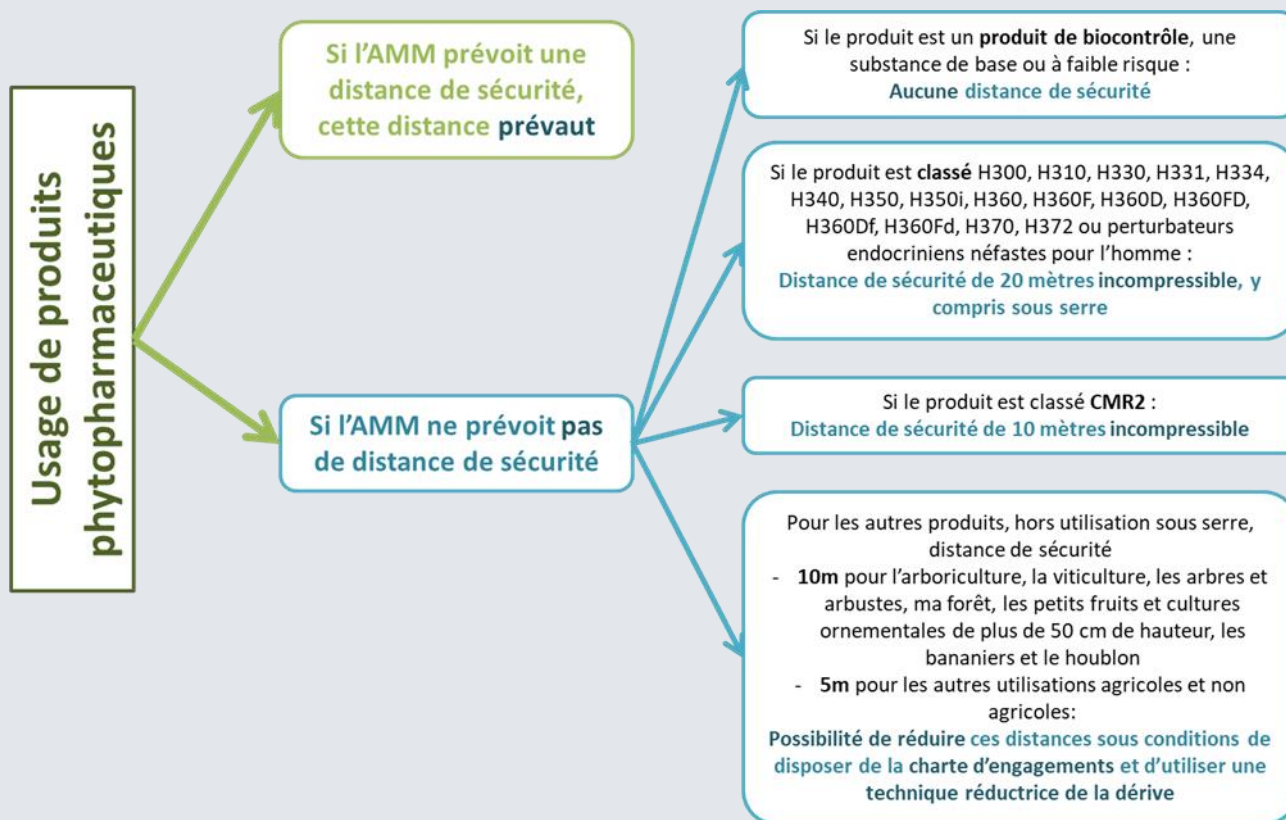 Usage de produits
phytopharmaceutiques
Si l'AMM prévoit une
distance de sécurité,
cette distance prévaut
Si l'AMM ne prévoit pas
de distance de sécurité
Si le produit est un produit de biocontrôle, une
substance de base ou à faible risque :
Aucune distance de sécurité
Si le produit est classé H300, H310, H330, H331, H334,
H340, H350, H350i, H360, H360F, H360D, H360FD,
H360Df, H360Fd, H370, H372 ou perturbateurs
endocriniens néfastes pour l'homme :
Distance de sécurité de 20 mètres incompressible, y
compris sous serre
Si le produit est classé CMR2 :
Distance de sécurité de 10 mètres incompressible
Pour les autres produits, hors utilisation sous serre,
distance de sécurité
- 10m pour l'arboriculture, la viticulture, les arbres et
arbustes, ma forêt, les petits fruits et cultures
ornementales de plus de 50 cm de hauteur, les
bananiers et le houblon
- 5m pour les autres utilisations agricoles et non
agricoles:
Possibilité de réduire ces distances sous conditions de
disposer de la charte d'engagements et d'utiliser une
technique réductrice de la dérive